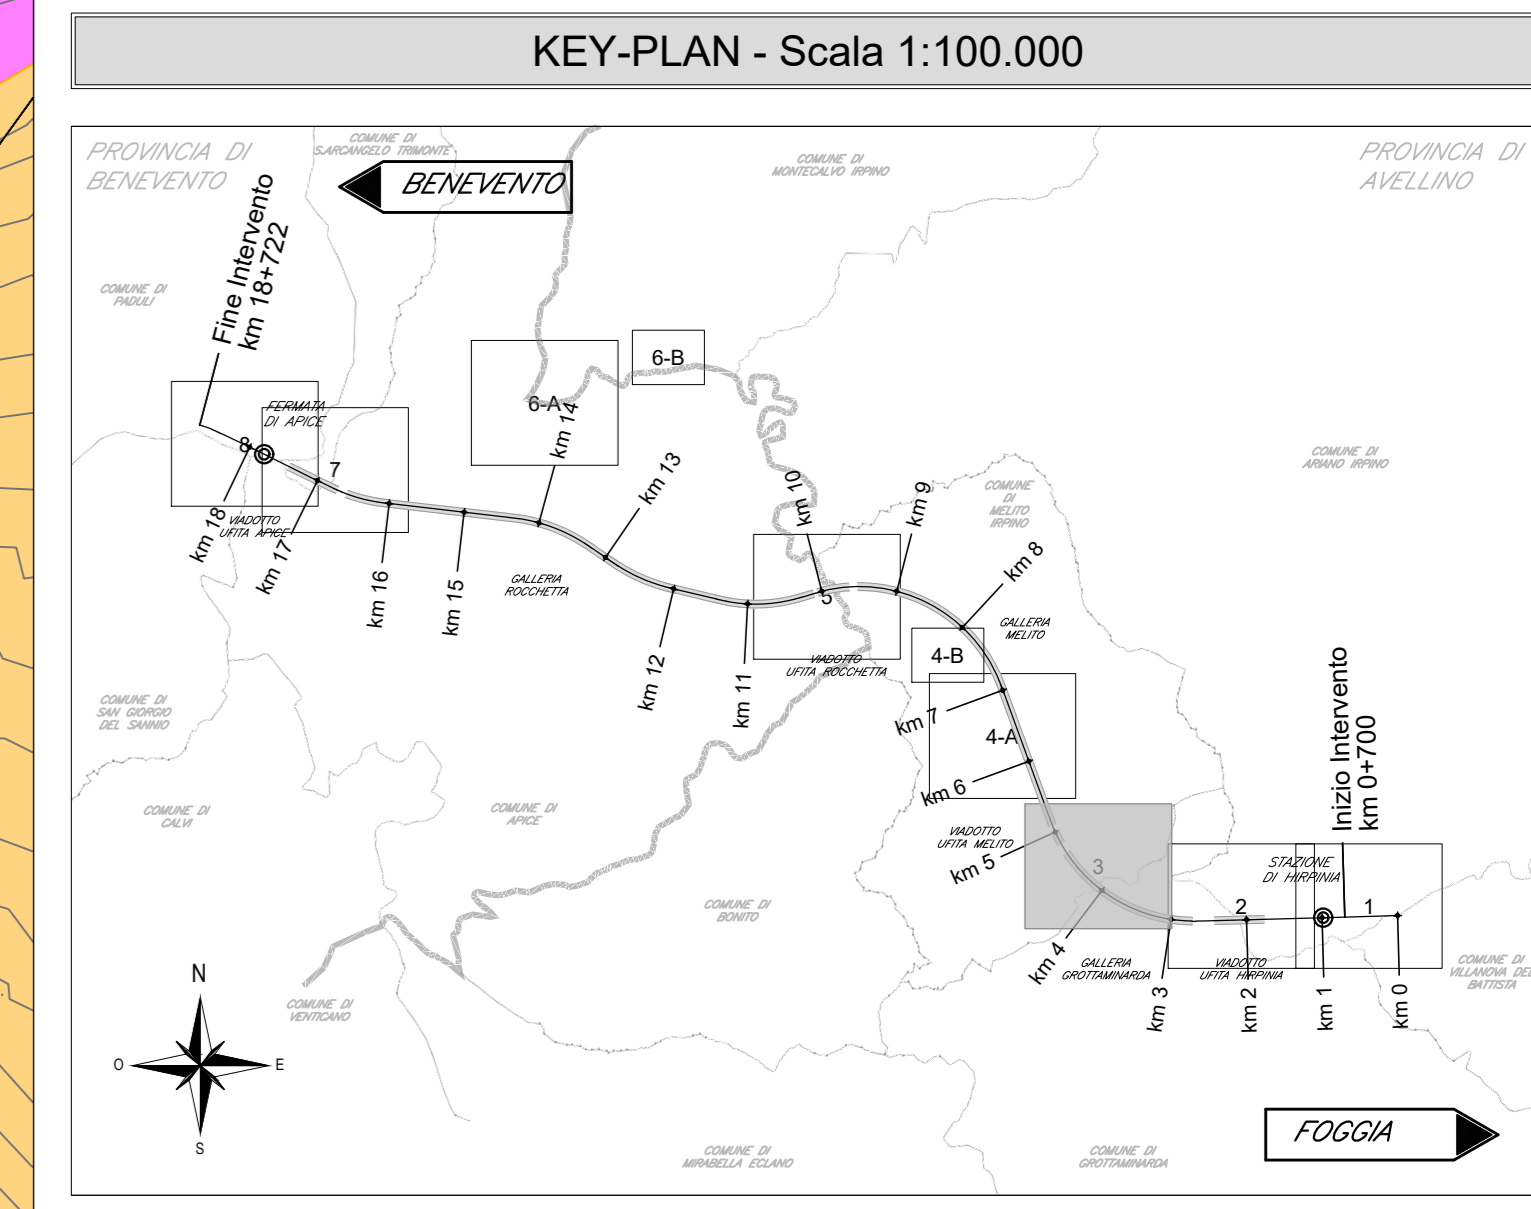 KEY-PLAN - Scala 1:100.000
PROVINCIA DI
BENEVENTO
COMUNE DI
S.ARCANGELO TRIMONTE
BENEVENTO
COMUNE DI
MONTECALVO IRPINO
PROVINCIA DI
AVELLINO
Fine Intervento
km 18+722
COMUNE DI
PADULI
6-B
6-A
FERMATA
DI APICE
8
7
km 14
km 13
km 10
km 9
COMUNE DI
ARIANO IRPINO
COMUNE
DI
MELITO
IRPINO
km 18
VIADOTTO
UFITA APICE
km 17
km 16
km 15
GALLERIA
ROCCHETTA
5
km 8
GALLERIA
MELITO
4-B
VIADOTTO
UFITA ROCCHETTA
km 12
km 11
km 7
4-A
km 6
Inizio Intervento
km 0+700
COMUNE DI
SAN GIORGIO
DEL SANNIO
COMUNE DI
CALVI
COMUNE DI
APICE
VIADOTTO
UFITA MELITO
km 5
3
STAZIONE
DI HIRPINIA
2
1
COMUNE DI
BONITO
km 4
GALLERIA
GROTTAMINARDA
VIADOTTO
UFITA HIRPINIA
COMUNE DI
VILLANOVA DEL
BATTISTA
km 3
km 2
km 1
km 0
COMUNE DI
VENTICANO
N
O
E
S
FOGGIA
COMUNE DI
MIRABELLA ECLANO
COMUNE DI
GROTTAMINARDA